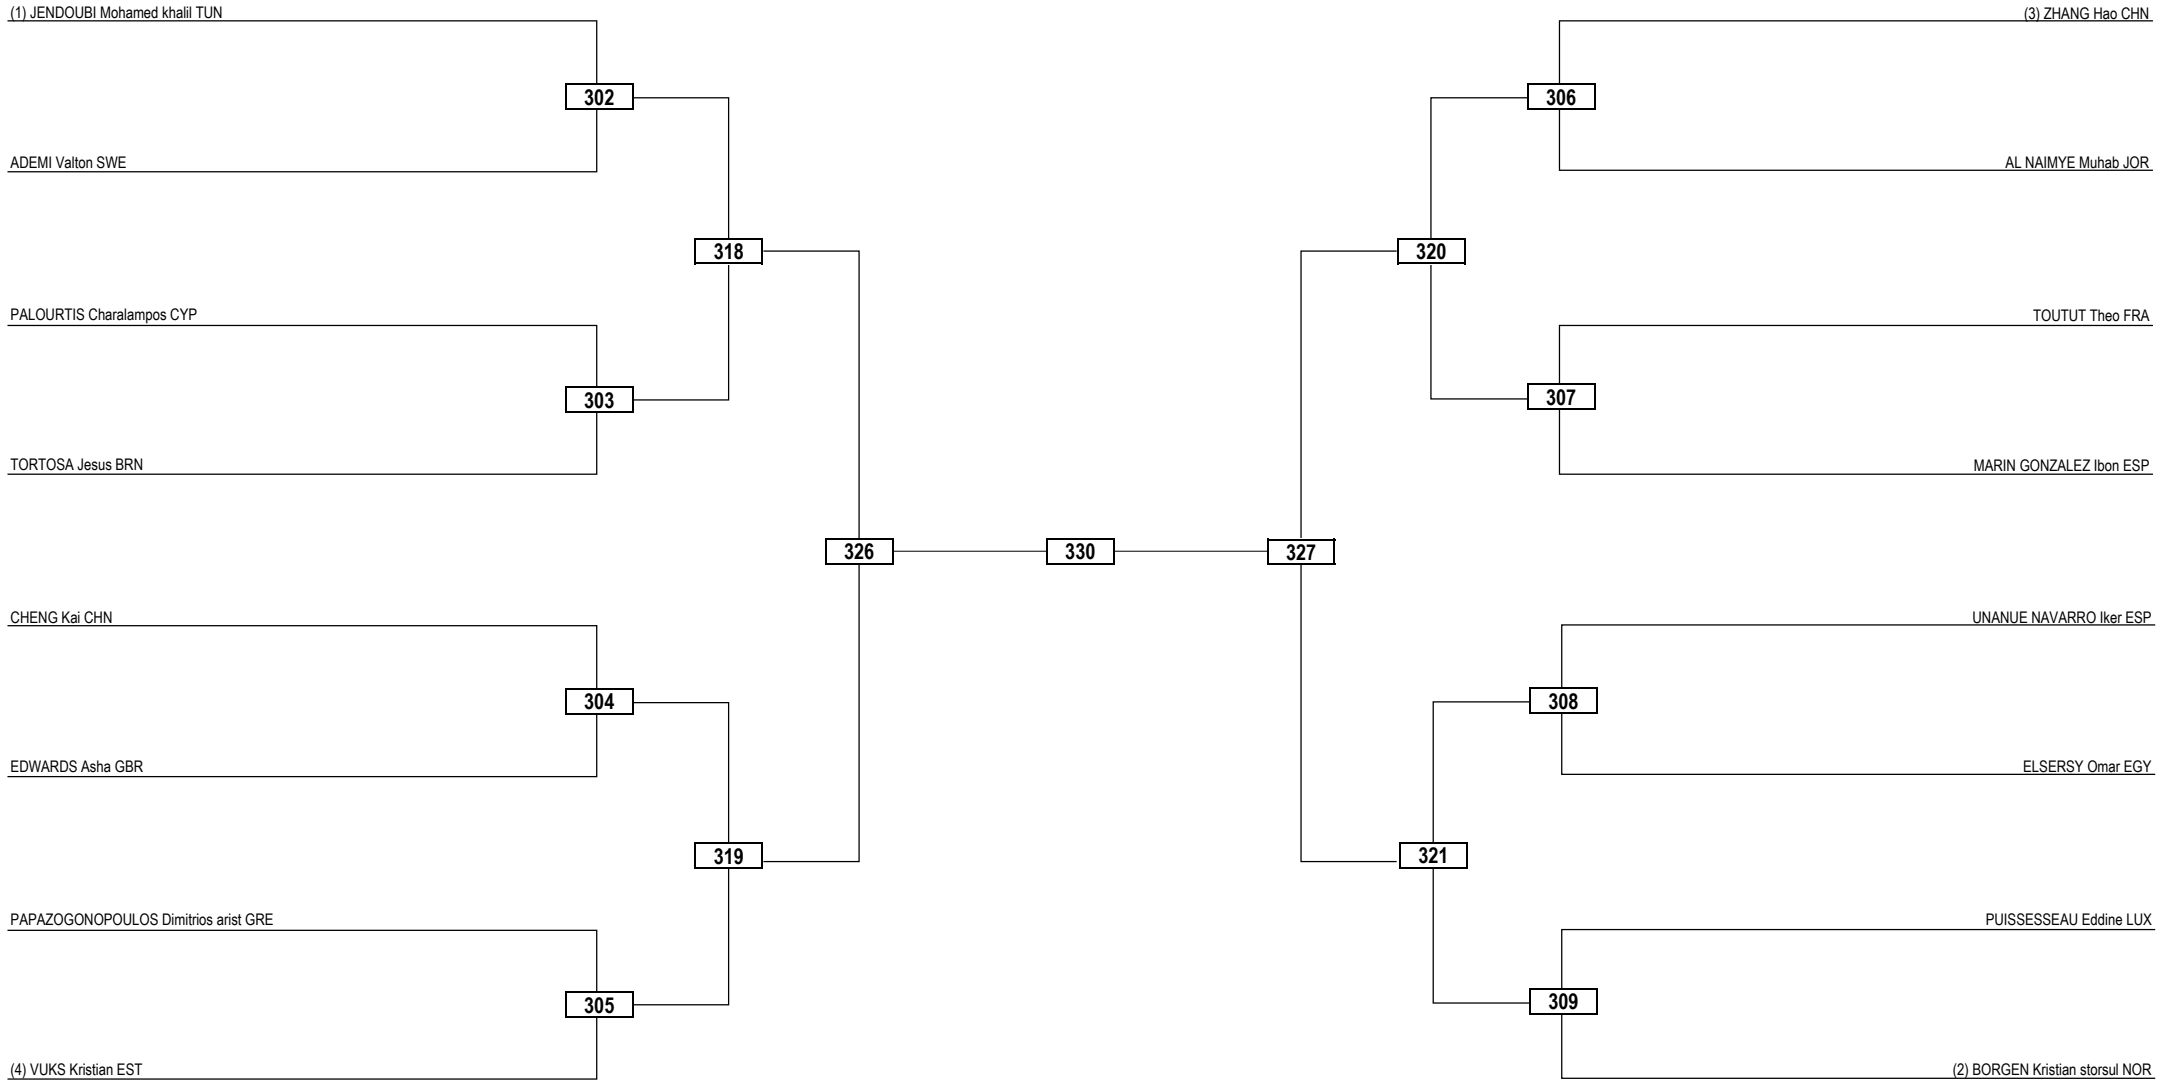 (1) JENDOUBI Mohamed khalil TUN
(3) ZHANG Hao CHN
302
306
ADEMI Valton SWE
AL NAIMYE Muhab JOR
318
320
PALOURTIS Charalampos CYP
TOUTUT Theo FRA
303
307
TORTOSA Jesus BRN
MARIN GONZALEZ Ibon ESP
326
330
327
CHENG Kai CHN
UNANUE NAVARRO Iker ESP
304
308
EDWARDS Asha GBR
ELSERSY Omar EGY
319
321
PAPAZOGONOPOULOS Dimitrios arist GRE
PUISSESSEAU Eddine LUX
305
309
(4) VUKS Kristian EST
(2) BORGEN Kristian storsul NOR